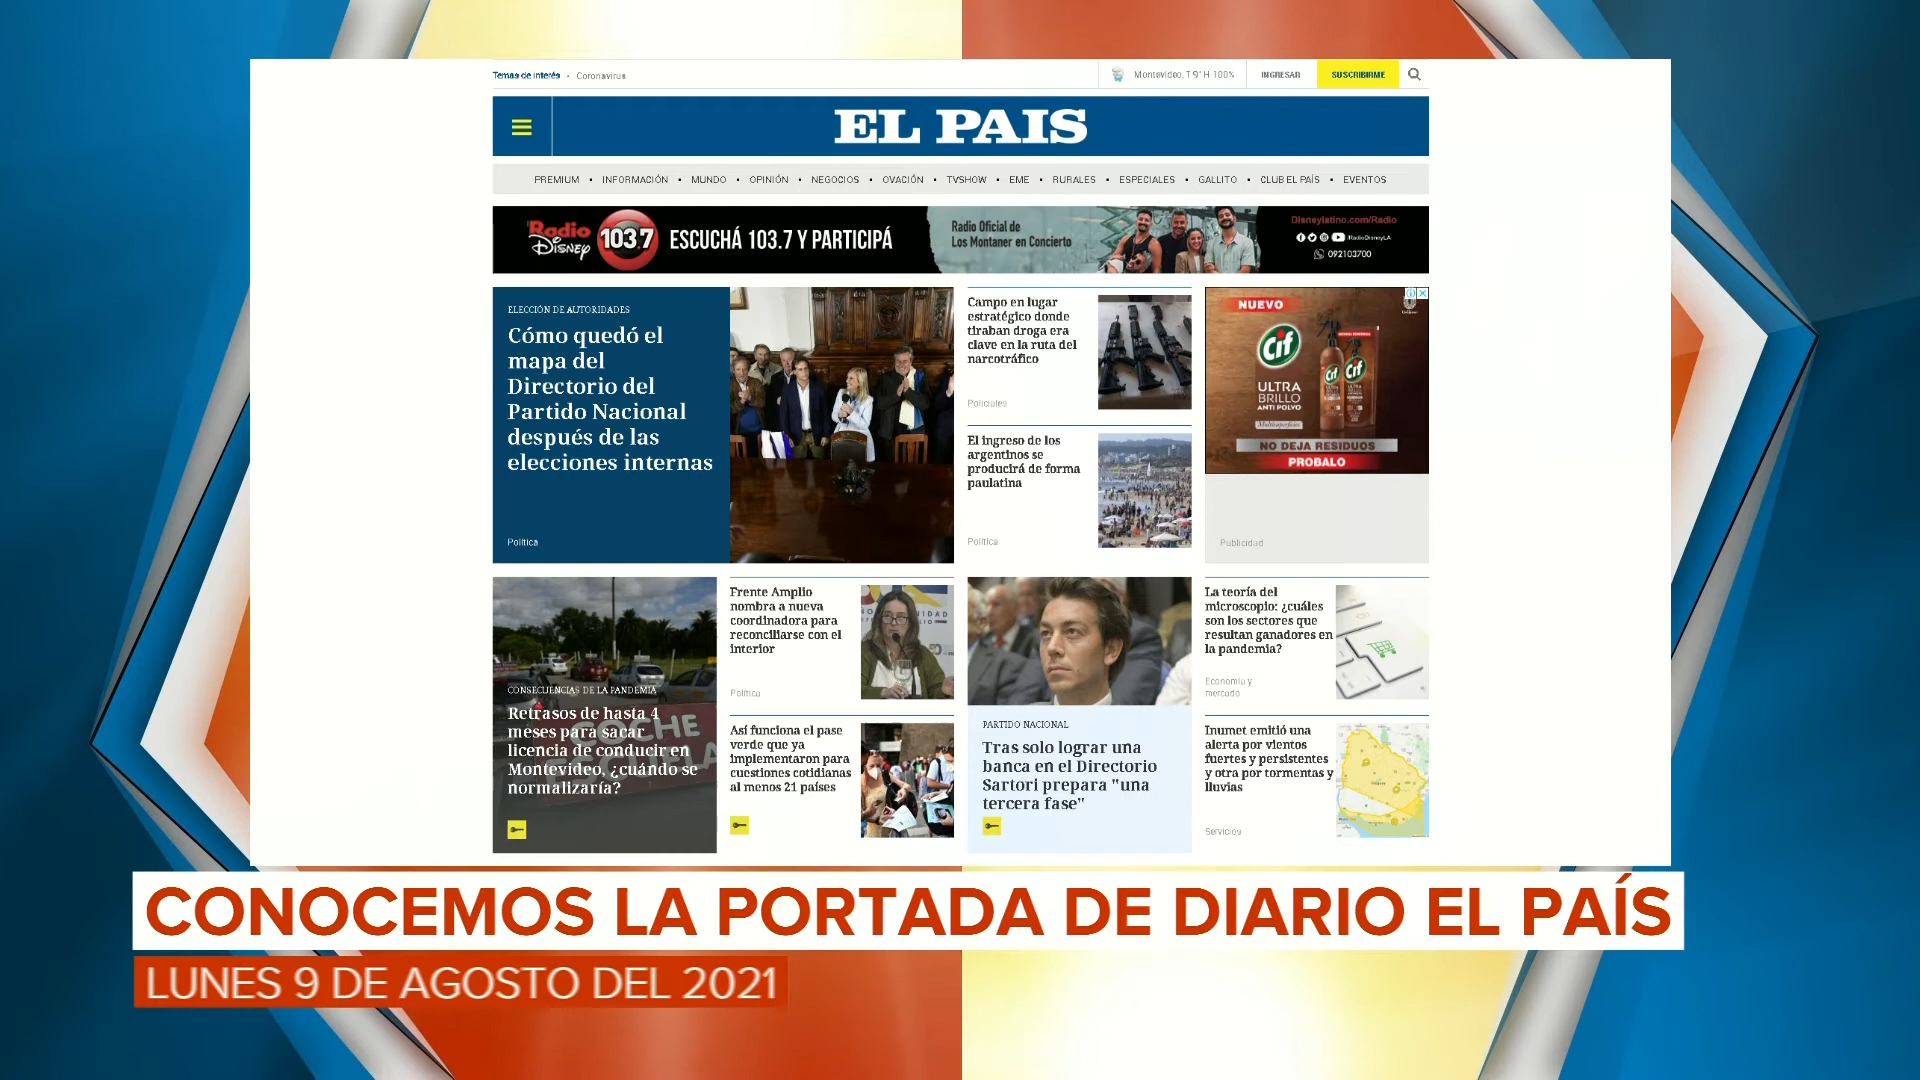 Temas de interés • Coronavirus
Montevideo, T 9° H 100%
INGRESAR
SUSCRIBIRME
EL PAIS
PREMIUM • INFORMACIÓN • MUNDO • OPINIÓN • NEGOCIOS • OVACIÓN • TVSHOW • EME • RURALES • ESPECIALES • GALLITO • CLUB EL PAÍS • EVENTOS
Radio
Disney
103.7
ESCUCHÁ 103.7 Y PARTICIPÁ
Radio Oficial de
Los Montaner en Concierto
Disneylatino.com/Radio
/RadioDisneyLA
092103700
ELECCIÓN DE AUTORIDADES
Cómo quedó el
mapa del
Directorio del
Partido Nacional
después de las
elecciones internas
Política
Campo en lugar
estratégico donde
tiraban droga era
clave en la ruta del
narcotráfico
Policiales
El ingreso de los
argentinos se
producirá de forma
paulatina
Política
NUEVO
Cif
ULTRA
BRILLO
ANTI POLVO
Multisuperficies
Cif
Cif
NO DEJA RESIDUOS
PROBALO
Publicidad
COCHE
ESCUELA
CONSECUENCIAS DE LA PANDEMIA
Retrasos de hasta 4
meses para sacar
licencia de conducir en
Montevideo, ¿cuándo se
normalizaría?
Frente Amplio
nombra a nueva
coordinadora para
reconciliarse con el
interior
Política
Así funciona el pase
verde que ya
implementaron para
cuestiones cotidianas
al menos 21 países
PARTIDO NACIONAL
Tras solo lograr una
banca en el Directorio
Sartori prepara "una
tercera fase"
La teoría del
microscopio: ¿cuáles
son los sectores que
resultan ganadores en
la pandemia?
Economía y
mercado
Inumet emitió una
alerta por vientos
fuertes y persistentes
y otra por tormentas y
lluvias
Servicios
CONOCEMOS LA PORTADA DE DIARIO EL PAÍS
LUNES 9 DE AGOSTO DEL 2021